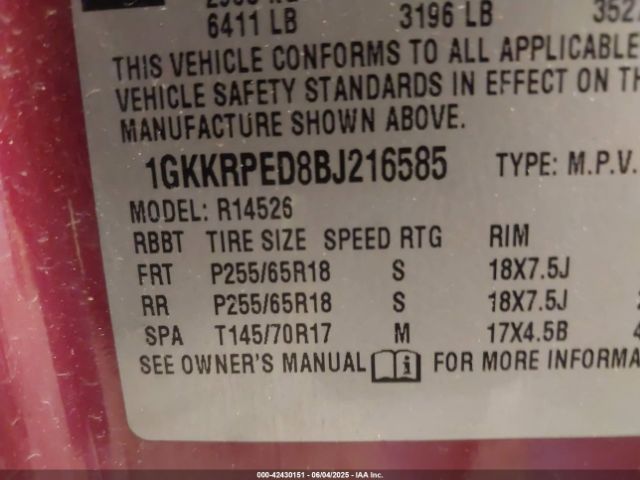 6411 LB 3196 LB 352
THIS VEHICLE CONFORMS TO ALL APPLICABLE
VEHICLE SAFETY STANDARDS IN EFFECT ON TH
MANUFACTURE SHOWN ABOVE.
1GKKRPED8BJ216585 TYPE: M.P.V.
MODEL: R14526
RBBT TIRE SIZE SPEED RTG RIM
FRT P255/65R18 S 18X7.5J
RR P255/65R18 S 18X7.5J
SPA T145/70R17 M 17X4.5B 4
SEE OWNER'S MANUAL FOR MORE INFORMA
000-42430151 - 06/04/2025 - IAA Inc.